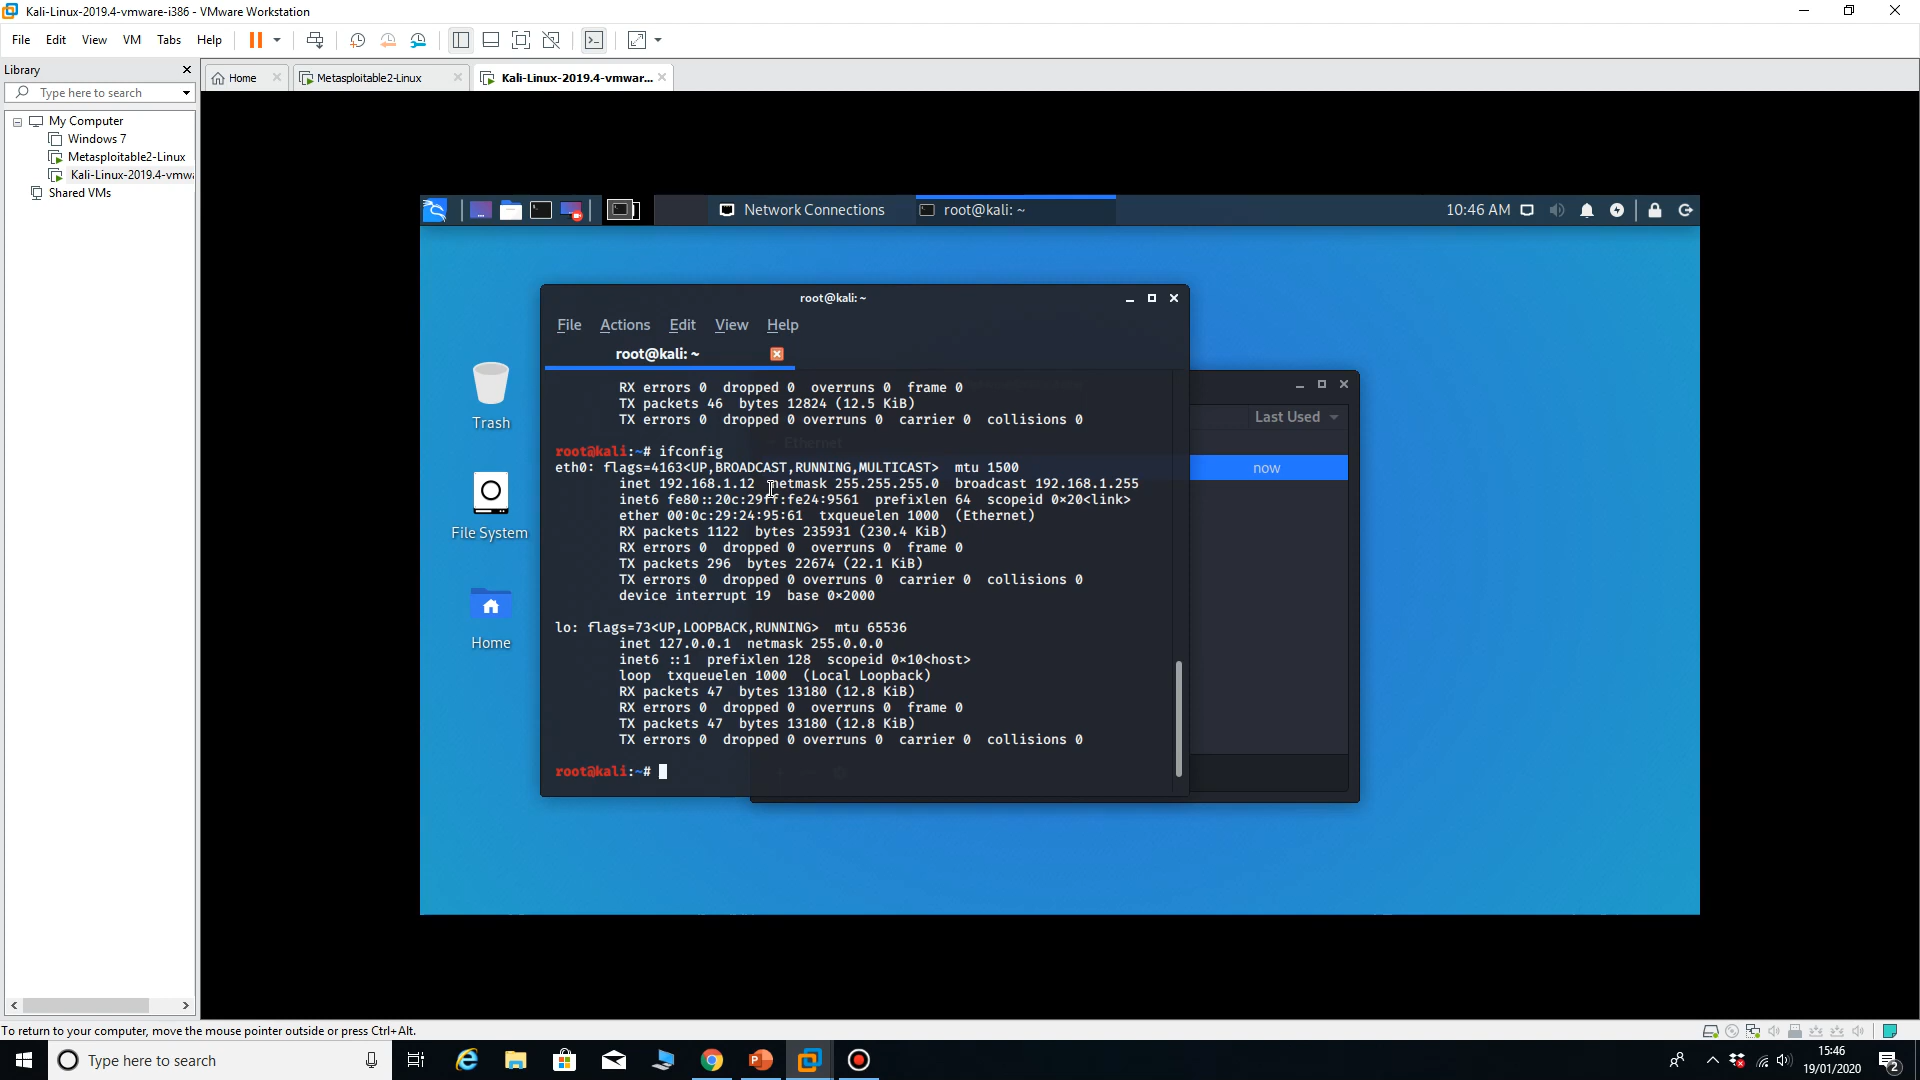 Kali-Linux-2019.4-vmware-i386 - VMware Workstation
File Edit View VM Tabs Help
Library
Type here to search
My Computer
Windows 7
Metasploitable2-Linux
Kali-Linux-2019.4-vmwa
Shared VMs
Home
Metasploitable2-Linux
Kali-Linux-2019.4-vmwar...
Network Connections
root@kali: ~
10:46 AM
Trash
File System
Home
root@kali: ~
File Actions Edit View Help
root@kali: ~
RX errors 0 dropped 0 overruns 0 frame 0
TX packets 46 bytes 12824 (12.5 KiB)
TX errors 0 dropped 0 overruns 0 carrier 0 collisions 0
root@kali:~# ifconfig
eth0: flags=4163<UP,BROADCAST,RUNNING,MULTICAST> mtu 1500
inet 192.168.1.12 netmask 255.255.255.0 broadcast 192.168.1.255
inet6 fe80::20c:29ff:fe24:9561 prefixlen 64 scopeid 0×20<link>
ether 00:0c:29:24:95:61 txqueuelen 1000 (Ethernet)
RX packets 1122 bytes 235931 (230.4 KiB)
RX errors 0 dropped 0 overruns 0 frame 0
TX packets 296 bytes 22674 (22.1 KiB)
TX errors 0 dropped 0 overruns 0 carrier 0 collisions 0
device interrupt 19 base 0×2000
lo: flags=73<UP,LOOPBACK,RUNNING> mtu 65536
inet 127.0.0.1 netmask 255.0.0.0
inet6 ::1 prefixlen 128 scopeid 0×10<host>
loop txqueuelen 1000 (Local Loopback)
RX packets 47 bytes 13180 (12.8 KiB)
RX errors 0 dropped 0 overruns 0 frame 0
TX packets 47 bytes 13180 (12.8 KiB)
TX errors 0 dropped 0 overruns 0 carrier 0 collisions 0
root@kali:~#
Ethernet
Last Used
now
To return to your computer, move the mouse pointer outside or press Ctrl+Alt.
Type here to search
15:46
19/01/2020
2